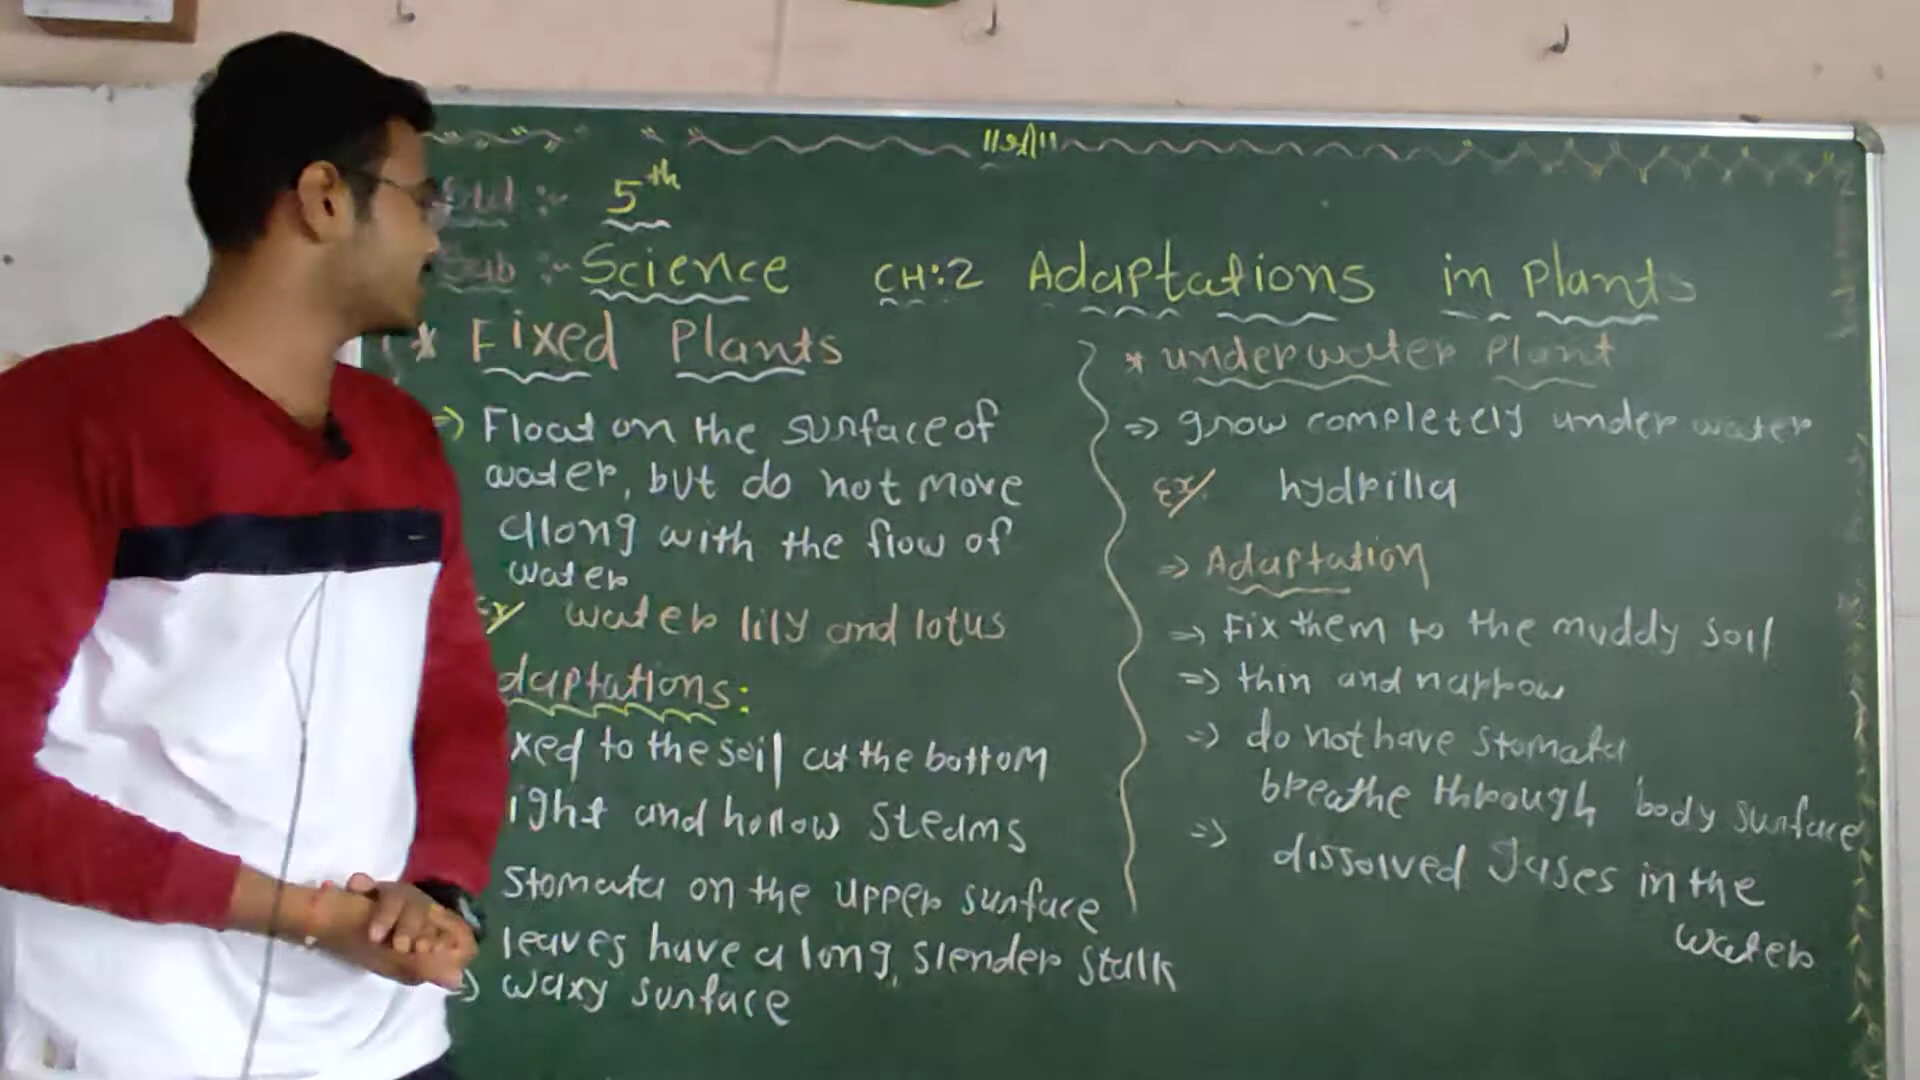 ॥ श्री ॥
Std :- 5th
Sub :- Science CH:2 Adaptations in Plants
* Fixed Plants
=> Float on the surface of
water, but do not move
along with the flow of
water
Ex/ water lily and lotus
daptations:
xed to the soil at the bottom
ight and hollow steams
stomata on the upper surface
leaves have a long, slender stalk
=> waxy surface
* underwater plant
=> grow completely under water
Ex/ hydrilla
=> Adaptation
=> Fix them to the muddy soil
=> thin and narrow
=> do not have stomata
breathe through body surface
=> dissolved gases in the
water